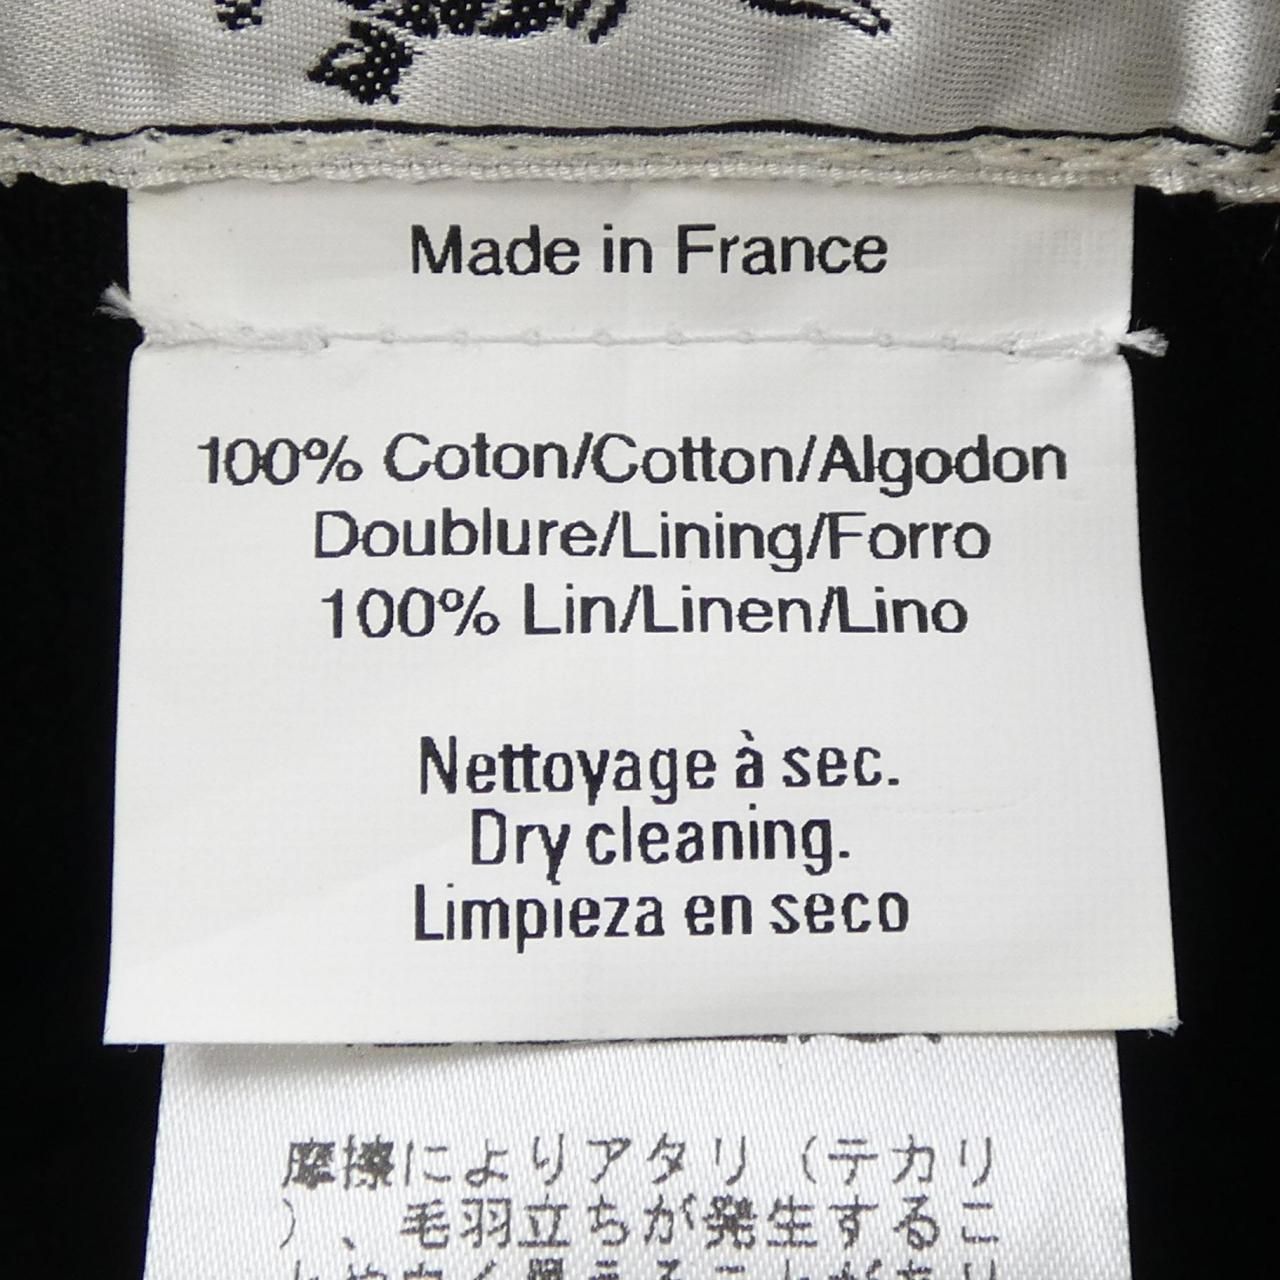 Made in France
100% Coton/Cotton/Algodon
Doublure/Lining/Forro
100% Lin/Linen/Lino
Nettoyage à sec.
Dry cleaning.
Limpieza en seco
摩擦によりアタリ（テカリ
）、毛羽立ちが発生するこ